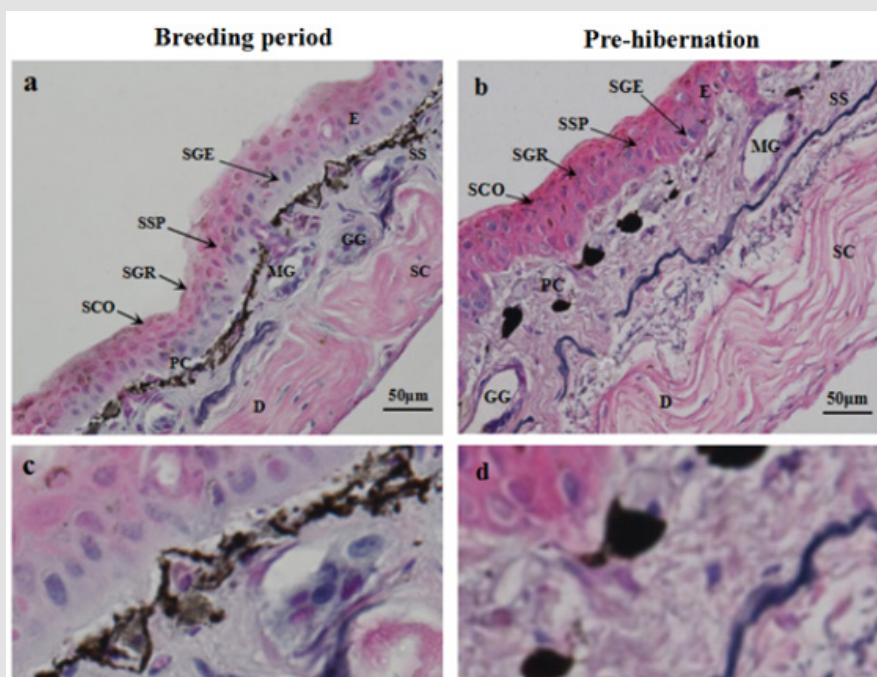 Breeding period
Pre-hibernation
a
E
SGE
SS
SSP
GG
SGR
MG
SC
SCO
PC
D
50µm
b
SGE
E
SS
SSP
MG
SGR
SCO
SC
PC
GG
D
50µm
c
d